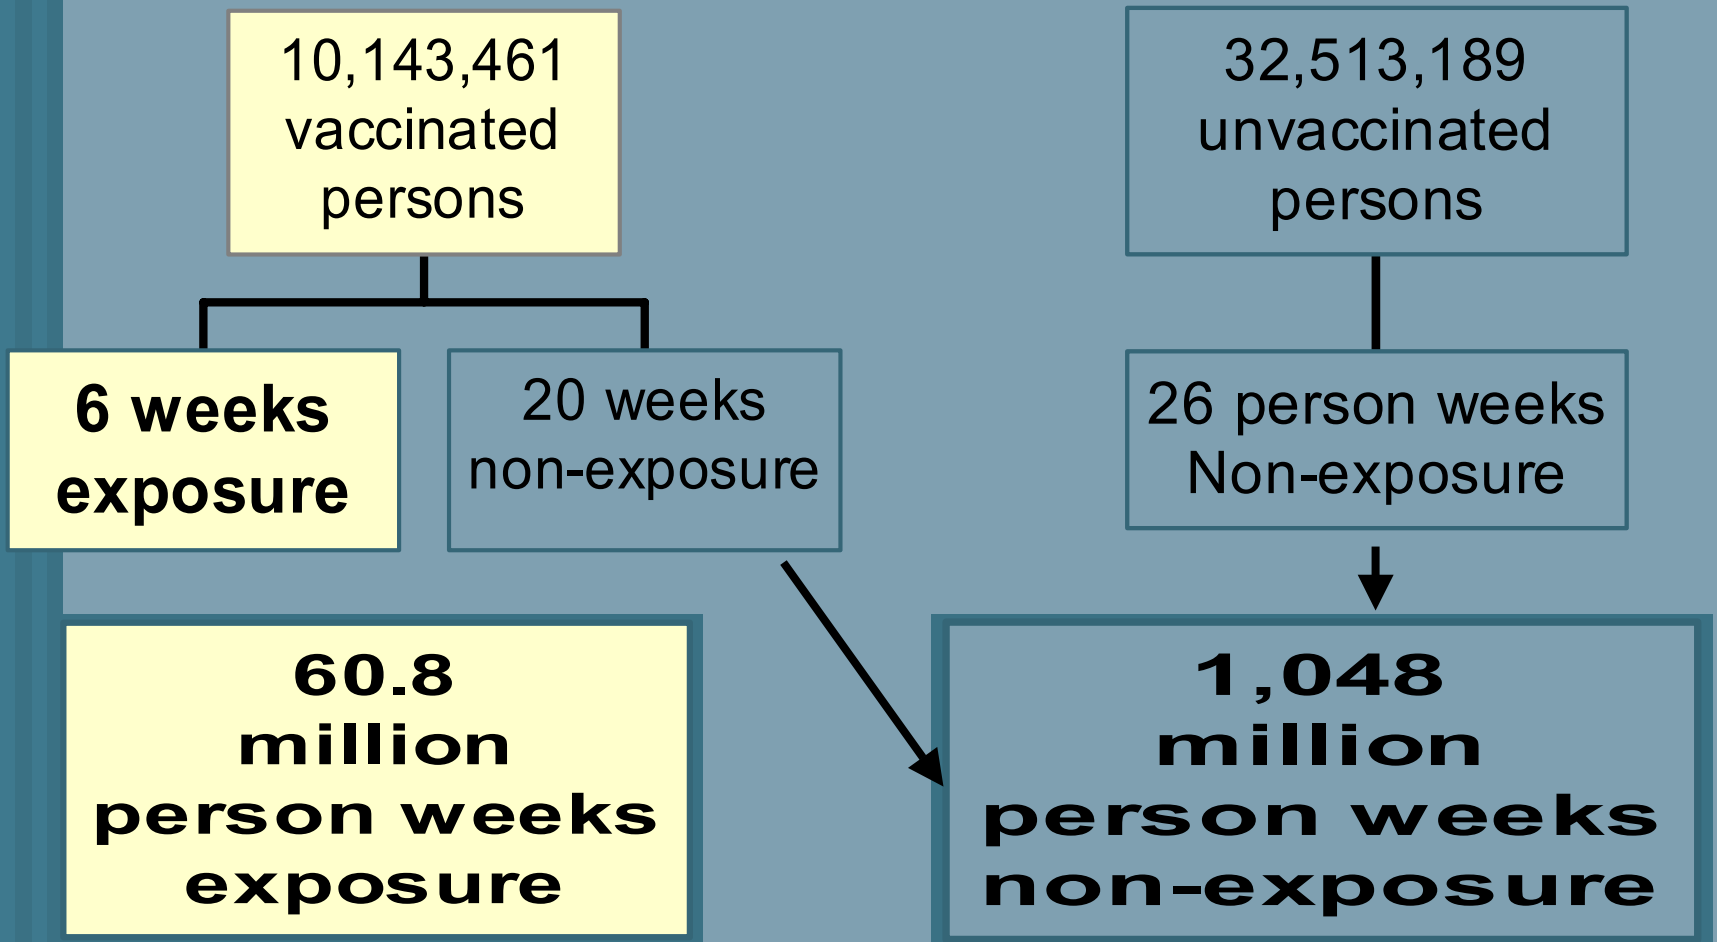 10,143,461
vaccinated
persons
32,513,189
unvaccinated
persons
6 weeks
exposure
20 weeks
non-exposure
26 person weeks
Non-exposure
60.8
million
person weeks
exposure
1,048
million
person weeks
non-exposure